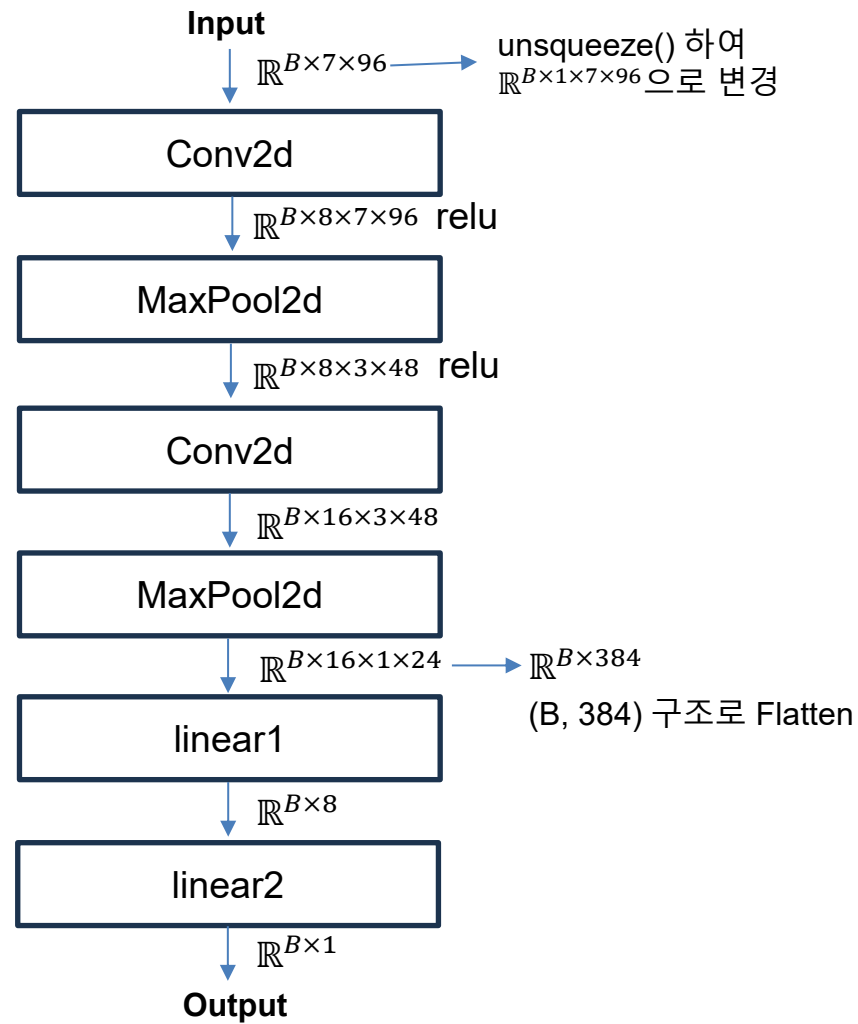 Input
ℝ^{B×7×96}
unsqueeze() 하여
ℝ^{B×1×7×96}으로 변경
Conv2d
ℝ^{B×8×7×96} relu
MaxPool2d
ℝ^{B×8×3×48} relu
Conv2d
ℝ^{B×16×3×48}
MaxPool2d
ℝ^{B×16×1×24}
ℝ^{B×384}
(B, 384) 구조로 Flatten
linear1
ℝ^{B×8}
linear2
ℝ^{B×1}
Output